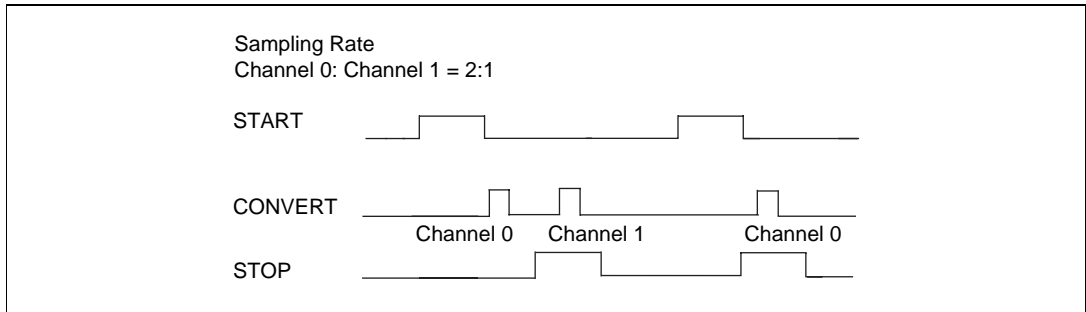 Sampling Rate
Channel 0: Channel 1 = 2:1
START
CONVERT
Channel 0 Channel 1 Channel 0
STOP